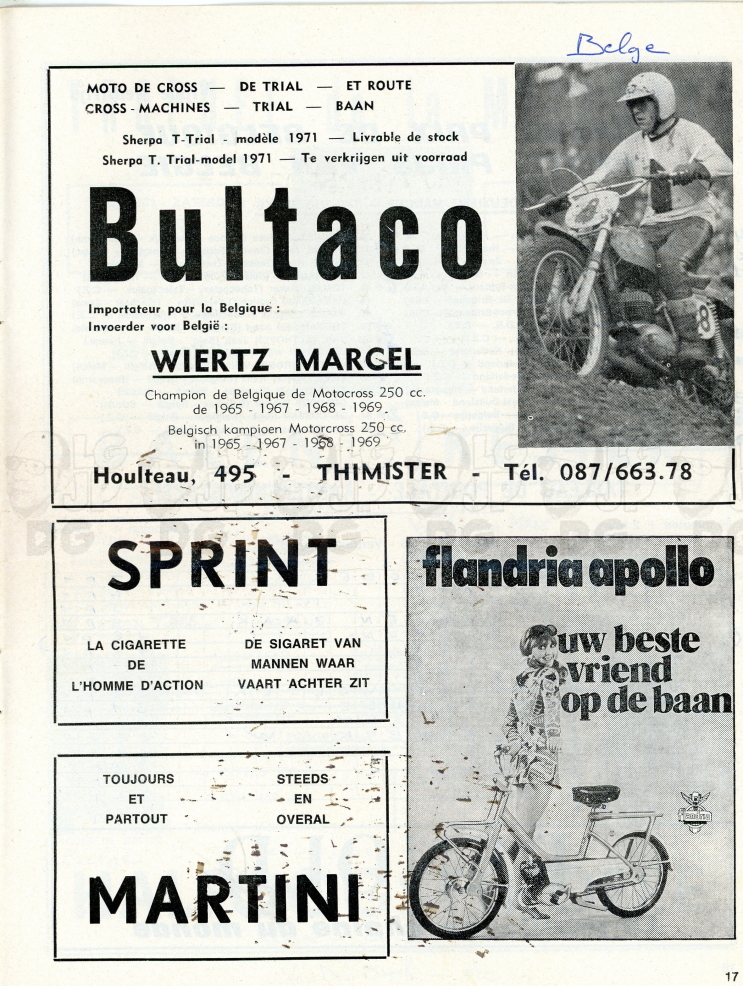 Belge
MOTO DE CROSS — DE TRIAL — ET ROUTE
CROSS-MACHINES — TRIAL — BAAN
Sherpa T-Trial - modèle 1971 — Livrable de stock
Sherpa T. Trial-model 1971 — Te verkrijgen uit voorraad
Bultaco
Importateur pour la Belgique :
Invoerder voor België :
WIERTZ MARCEL
Champion de Belgique de Motocross 250 cc.
de 1965 - 1967 - 1968 - 1969.
Belgisch kampioen Motorcross 250 cc.
in 1965 - 1967 - 1968 - 1969
8
Houlteau, 495 - THIMISTER - Tél. 087/663.78
SPRINT
LA CIGARETTE
DE
L'HOMME D'ACTION
DE SIGARET VAN
MANNEN WAAR
VAART ACHTER ZIT
TOUJOURS
ET
PARTOUT
STEEDS
EN
OVERAL
MARTINI
flandria apollo
uw beste
vriend
op de baan
flandria
17